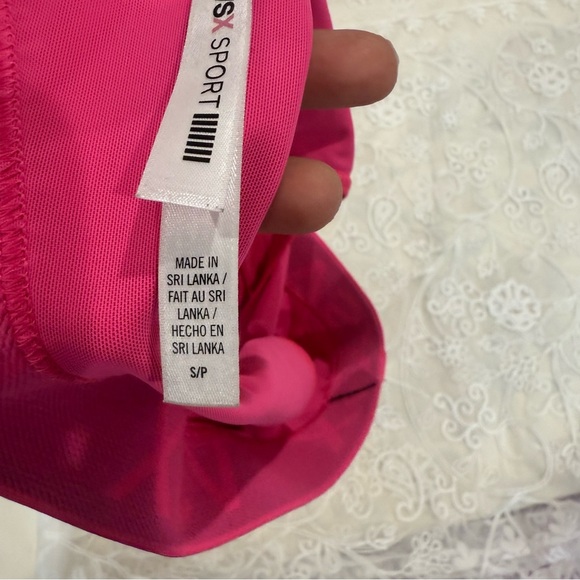 SX SPORT
MADE IN
SRI LANKA /
FAIT AU SRI
LANKA /
HECHO EN
SRI LANKA
S/P